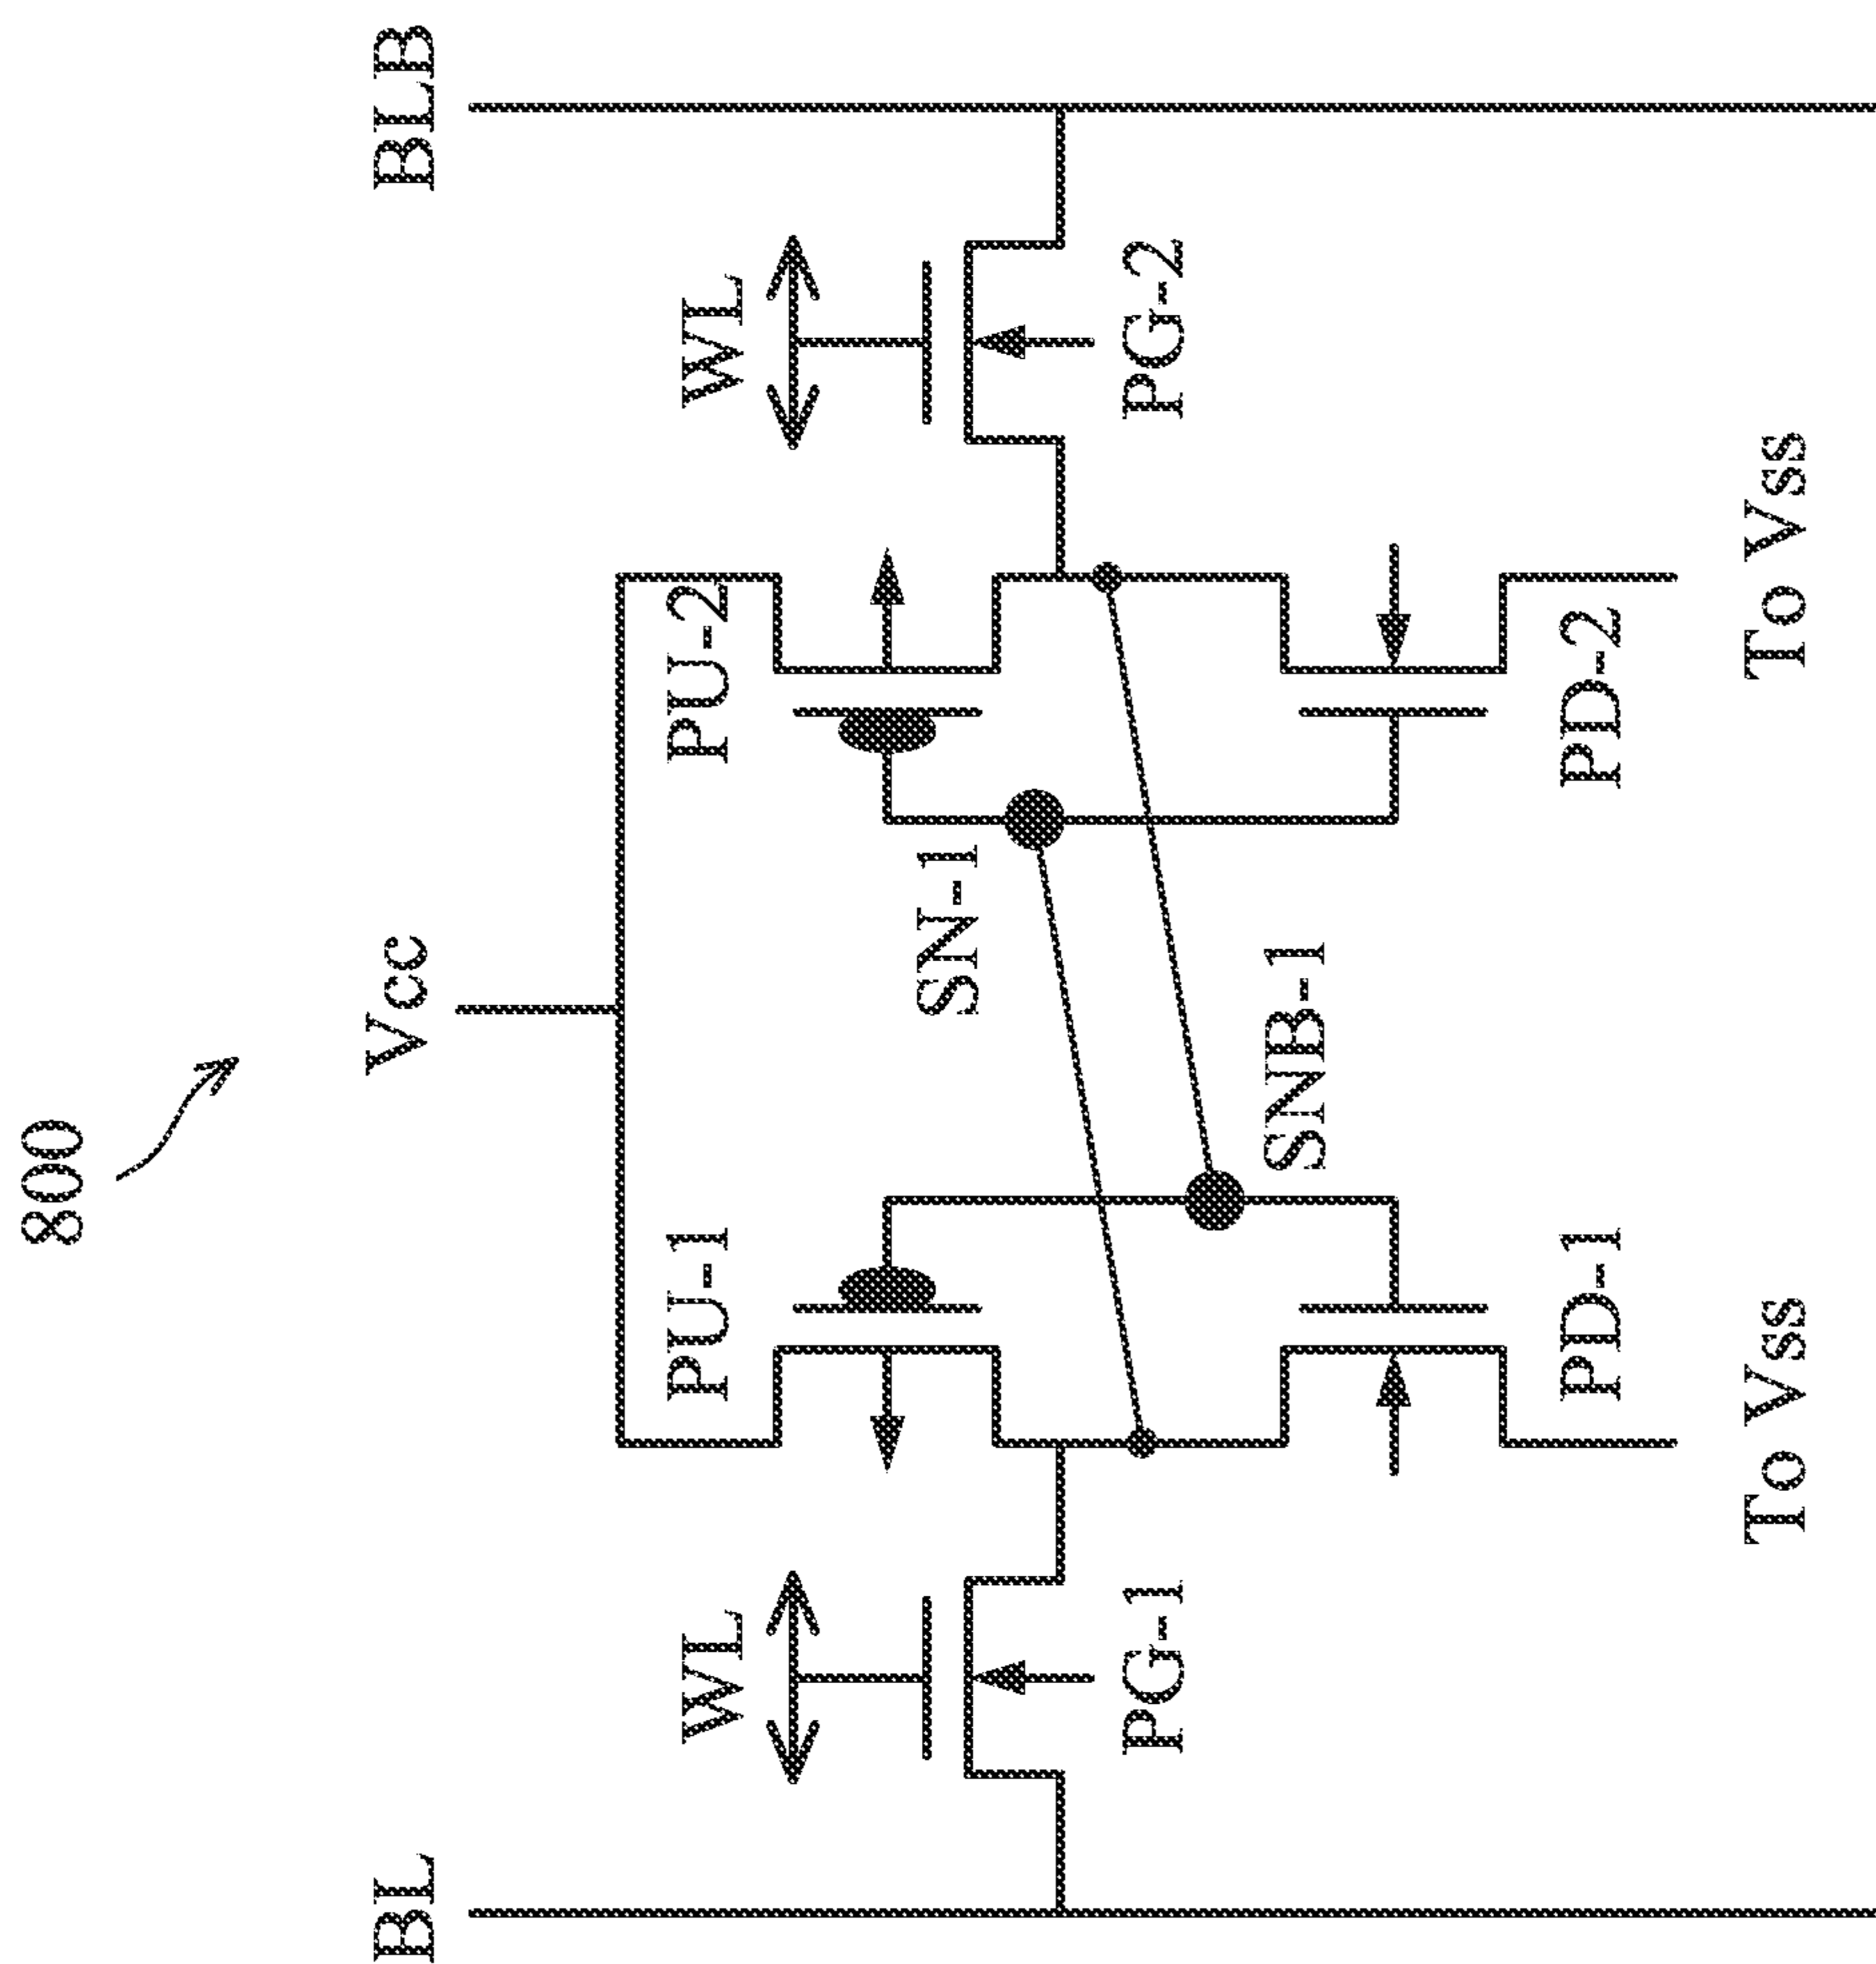 800
BL
Vcc
BLB
WL
PU-1
PU-2
WL
SN-1
PG-1
SNB-1
PG-2
PD-1
PD-2
To Vss
To Vss